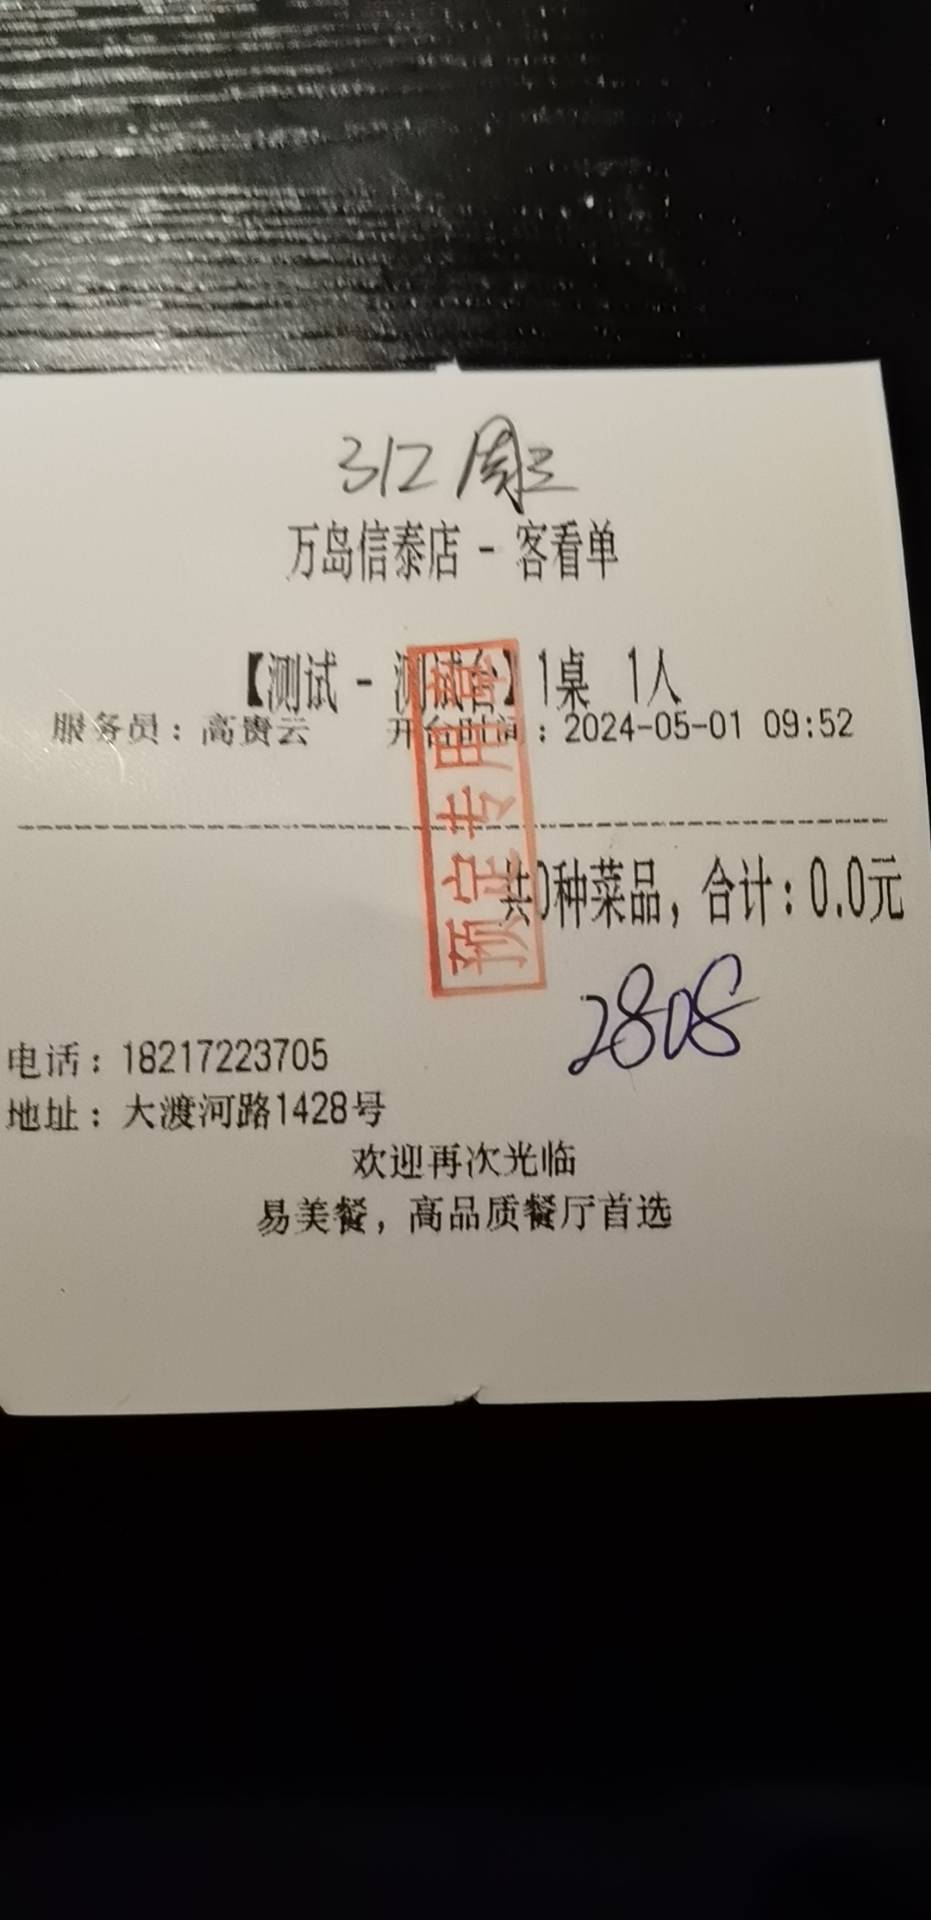 312
万岛信泰店 - 客看单
【测试 - 测试台】1桌 1人
服务员：高贵云 开台时间：2024-05-01 09:52
预定专用章
共0种菜品，合计：0.0元
2808
电话：18217223705
地址：大渡河路1428号
欢迎再次光临
易美餐，高品质餐厅首选